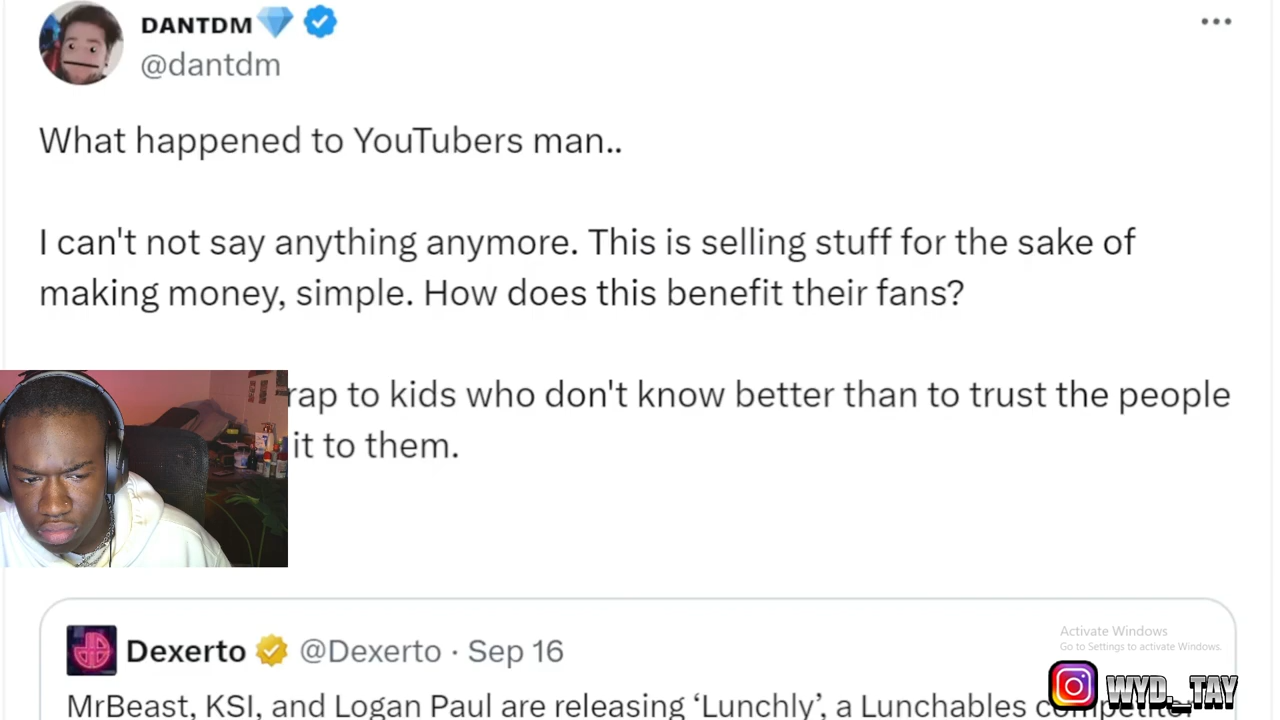 DANTDM
@dantdm
What happened to YouTubers man..
I can't not say anything anymore. This is selling stuff for the sake of
making money, simple. How does this benefit their fans?
rap to kids who don't know better than to trust the people
it to them.
Dexerto @Dexerto · Sep 16
MrBeast, KSI, and Logan Paul are releasing ‘Lunchly’, a Lunchables
Activate Windows
Go to Settings to activate Windows.
WYD._TAY